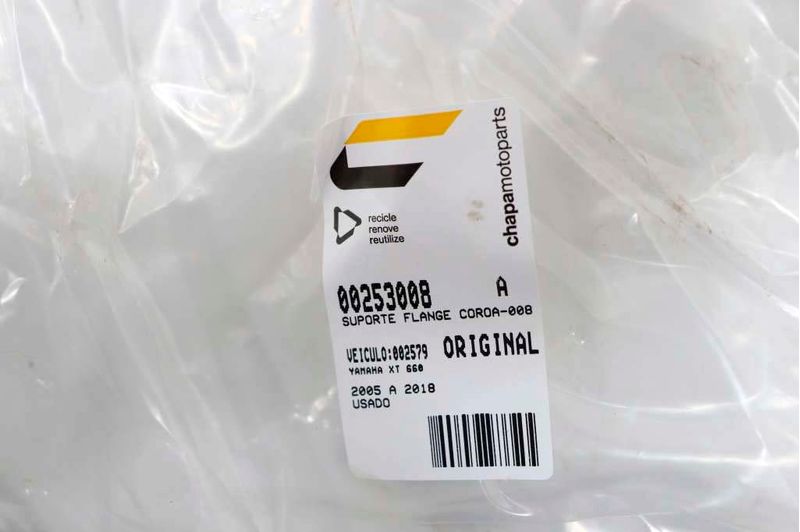 chapamotoparts
recicle
renove
reutilize
00253008 A
SUPORTE FLANGE COROA-008
VEICULO:002579 ORIGINAL
YAMAHA XT 660
2005 A 2018
USADO